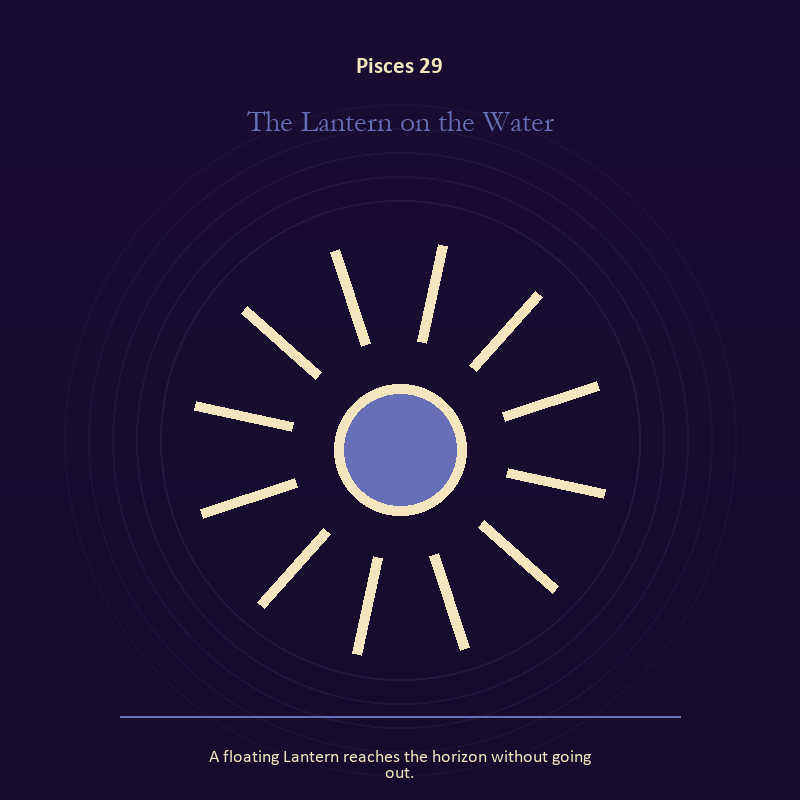 Pisces 29
The Lantern on the Water
A floating Lantern reaches the horizon without going
out.